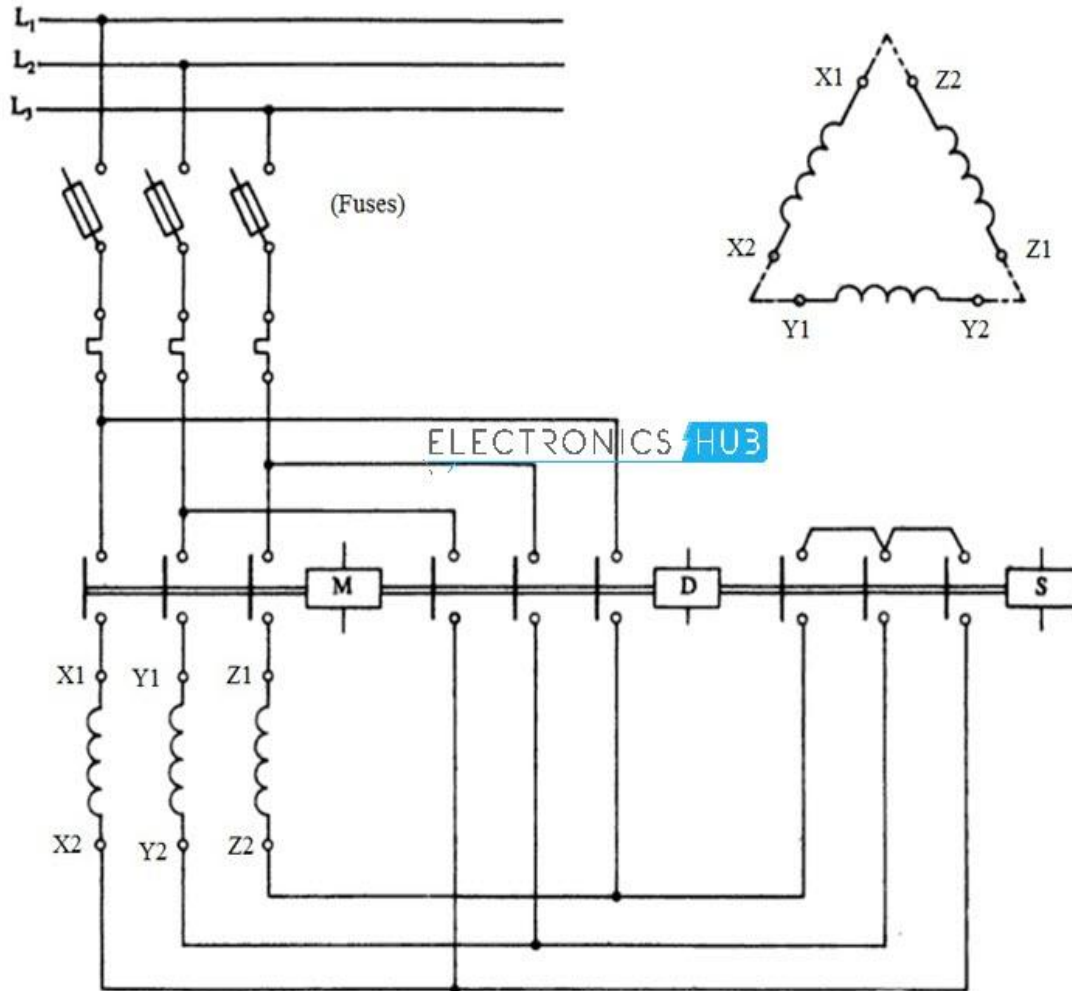 L₁
L₂
L₃
(Fuses)
X1 Z2
X2 Z1
Y1 Y2
ELECTRONICS HUB
M D S
X1 Y1 Z1
X2 Y2 Z2